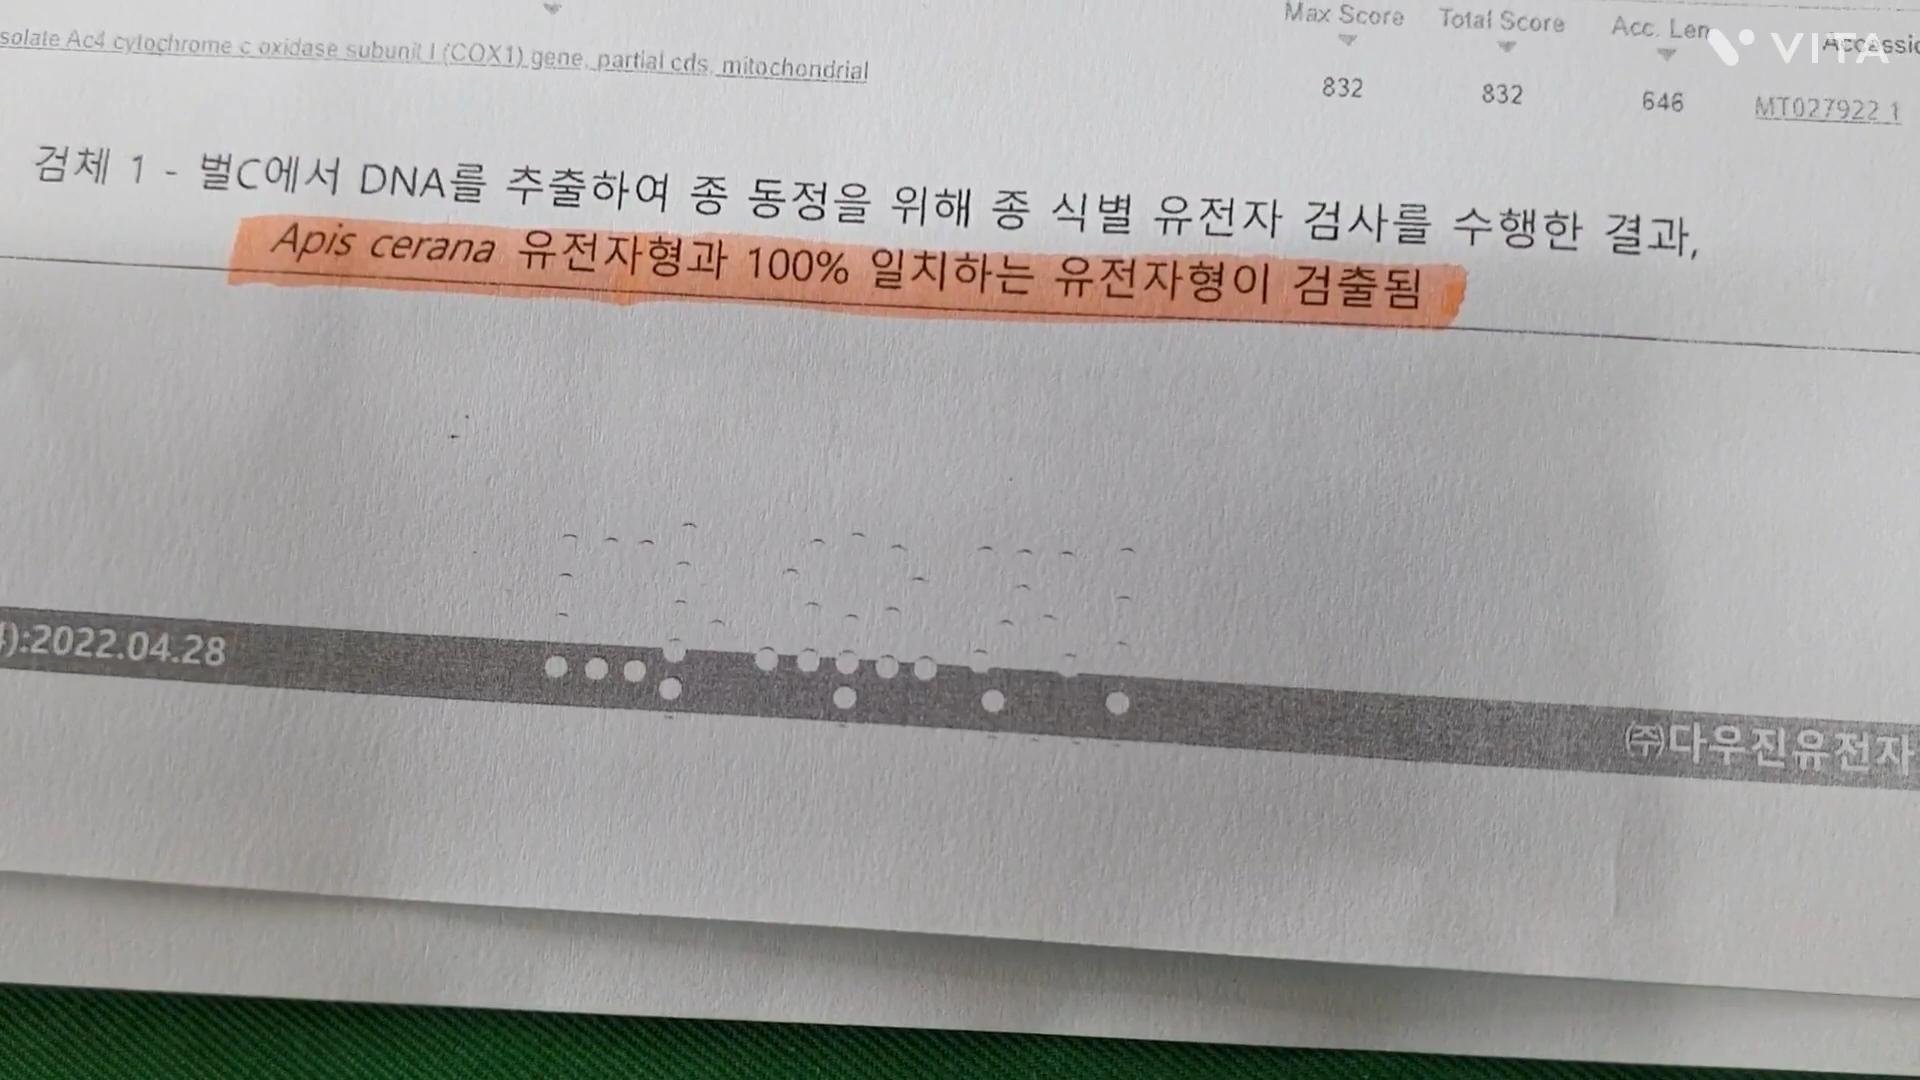 Max Score Total Score Acc. Len
VITA
solate Ac4 cytochrome c oxidase subunit I (COX1) gene, partial cds, mitochondrial
832 832 646 MT027922.1
검체 1 - 벌C에서 DNA를 추출하여 종 동정을 위해 종 식별 유전자 검사를 수행한 결과,
Apis cerana 유전자형과 100% 일치하는 유전자형이 검출됨
):2022.04.28
㈜다우진유전자